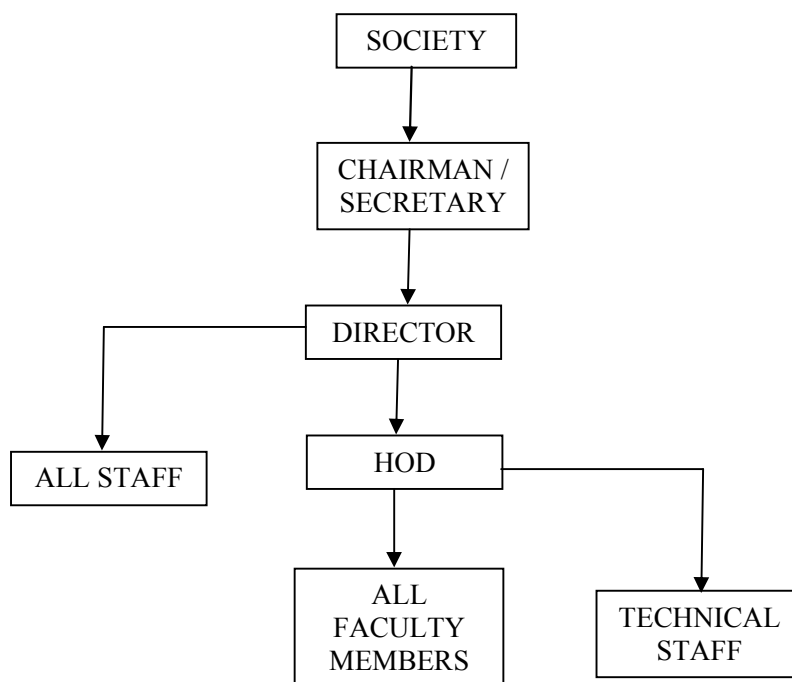 SOCIETY
CHAIRMAN /
SECRETARY
DIRECTOR
ALL STAFF
HOD
ALL
FACULTY
MEMBERS
TECHNICAL
STAFF